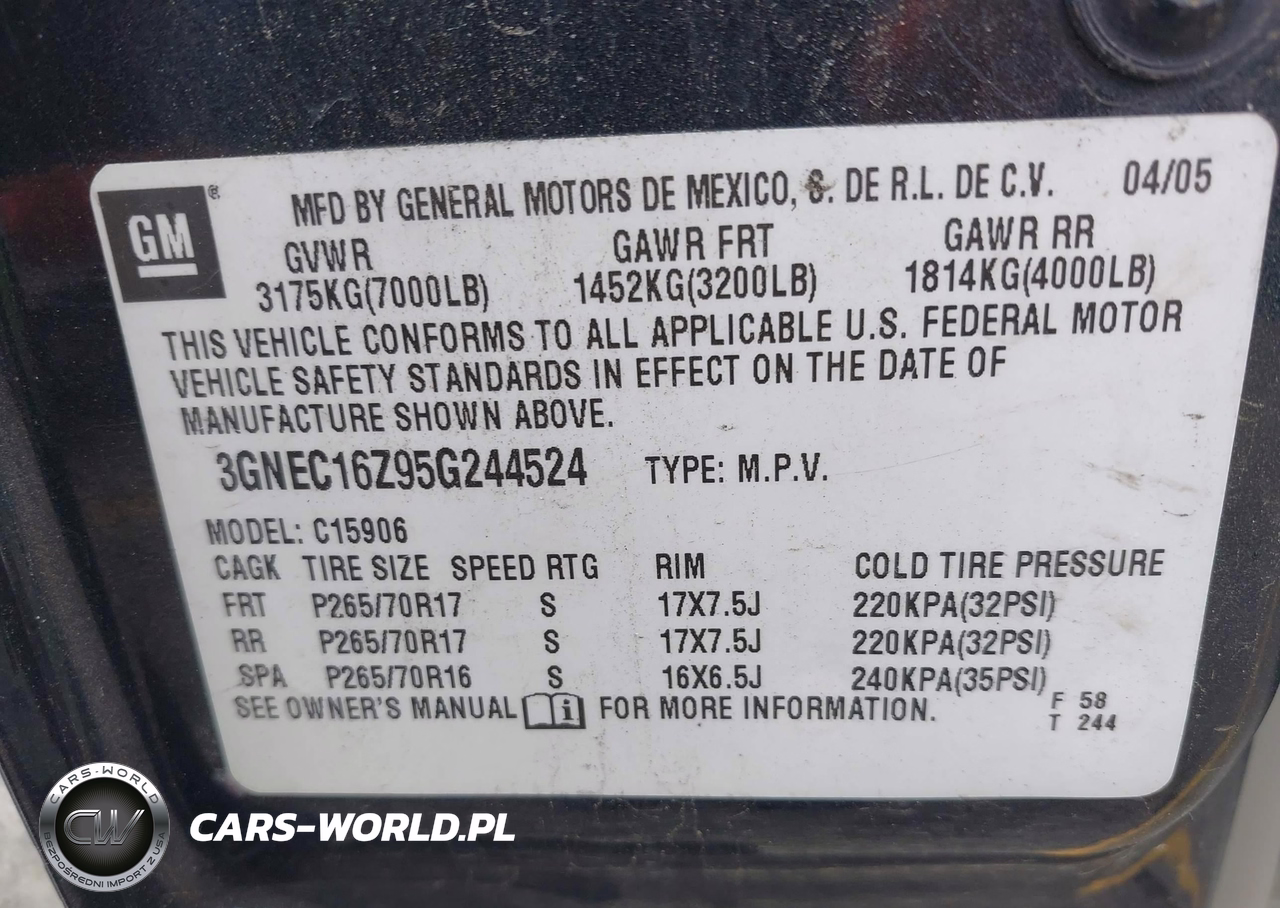 GM ®
MFD BY GENERAL MOTORS DE MEXICO, S. DE R.L. DE C.V. 04/05
GVWR GAWR FRT GAWR RR
3175KG(7000LB) 1452KG(3200LB) 1814KG(4000LB)
THIS VEHICLE CONFORMS TO ALL APPLICABLE U.S. FEDERAL MOTOR
VEHICLE SAFETY STANDARDS IN EFFECT ON THE DATE OF
MANUFACTURE SHOWN ABOVE.
3GNEC16Z95G244524 TYPE: M.P.V.
MODEL: C15906
CAGK TIRE SIZE SPEED RTG RIM COLD TIRE PRESSURE
FRT P265/70R17 S 17X7.5J 220KPA(32PSI)
RR P265/70R17 S 17X7.5J 220KPA(32PSI)
SPA P265/70R16 S 16X6.5J 240KPA(35PSI)
SEE OWNER'S MANUAL i FOR MORE INFORMATION.
F 58
T 244
CARS-WORLD
CW
BEZPOŚREDNI IMPORT Z USA
CARS-WORLD.PL